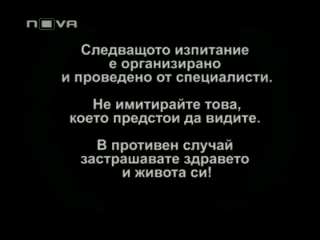 NOVA
Следващото изпитание
е организирано
и проведено от специалисти.
Не имитирайте това,
което предстои да видите.
В противен случай
застрашавате здравето
и живота си!